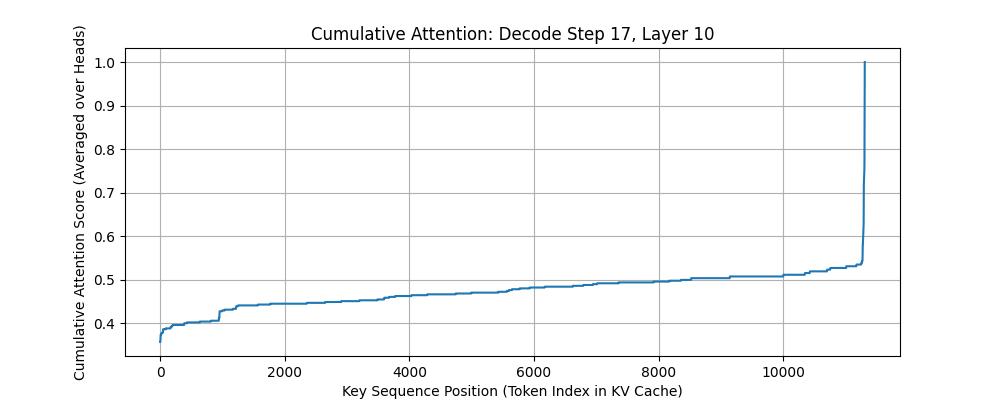 Cumulative Attention: Decode Step 17, Layer 10
Cumulative Attention Score (Averaged over Heads)
1.0
0.9
0.8
0.7
0.6
0.5
0.4
0 2000 4000 6000 8000 10000
Key Sequence Position (Token Index in KV Cache)